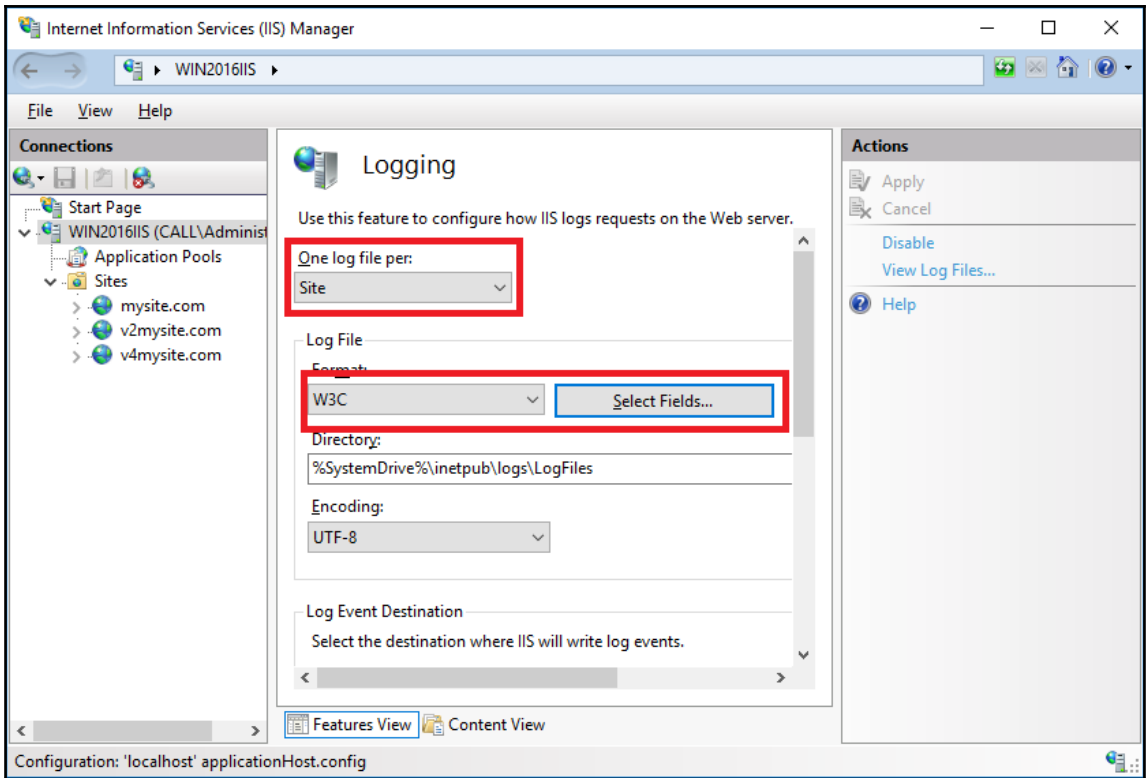 Internet Information Services (IIS) Manager
WIN2016IIS
File View Help
Connections
Start Page
WIN2016IIS (CALL\Administ
Application Pools
Sites
mysite.com
v2mysite.com
v4mysite.com
Logging
Use this feature to configure how IIS logs requests on the Web server.
One log file per:
Site
Log File
Format:
W3C
Select Fields...
Directory:
%SystemDrive%\inetpub\logs\LogFiles
Encoding:
UTF-8
Log Event Destination
Select the destination where IIS will write log events.
Features View
Content View
Actions
Apply
Cancel
Disable
View Log Files...
Help
Configuration: 'localhost' applicationHost.config